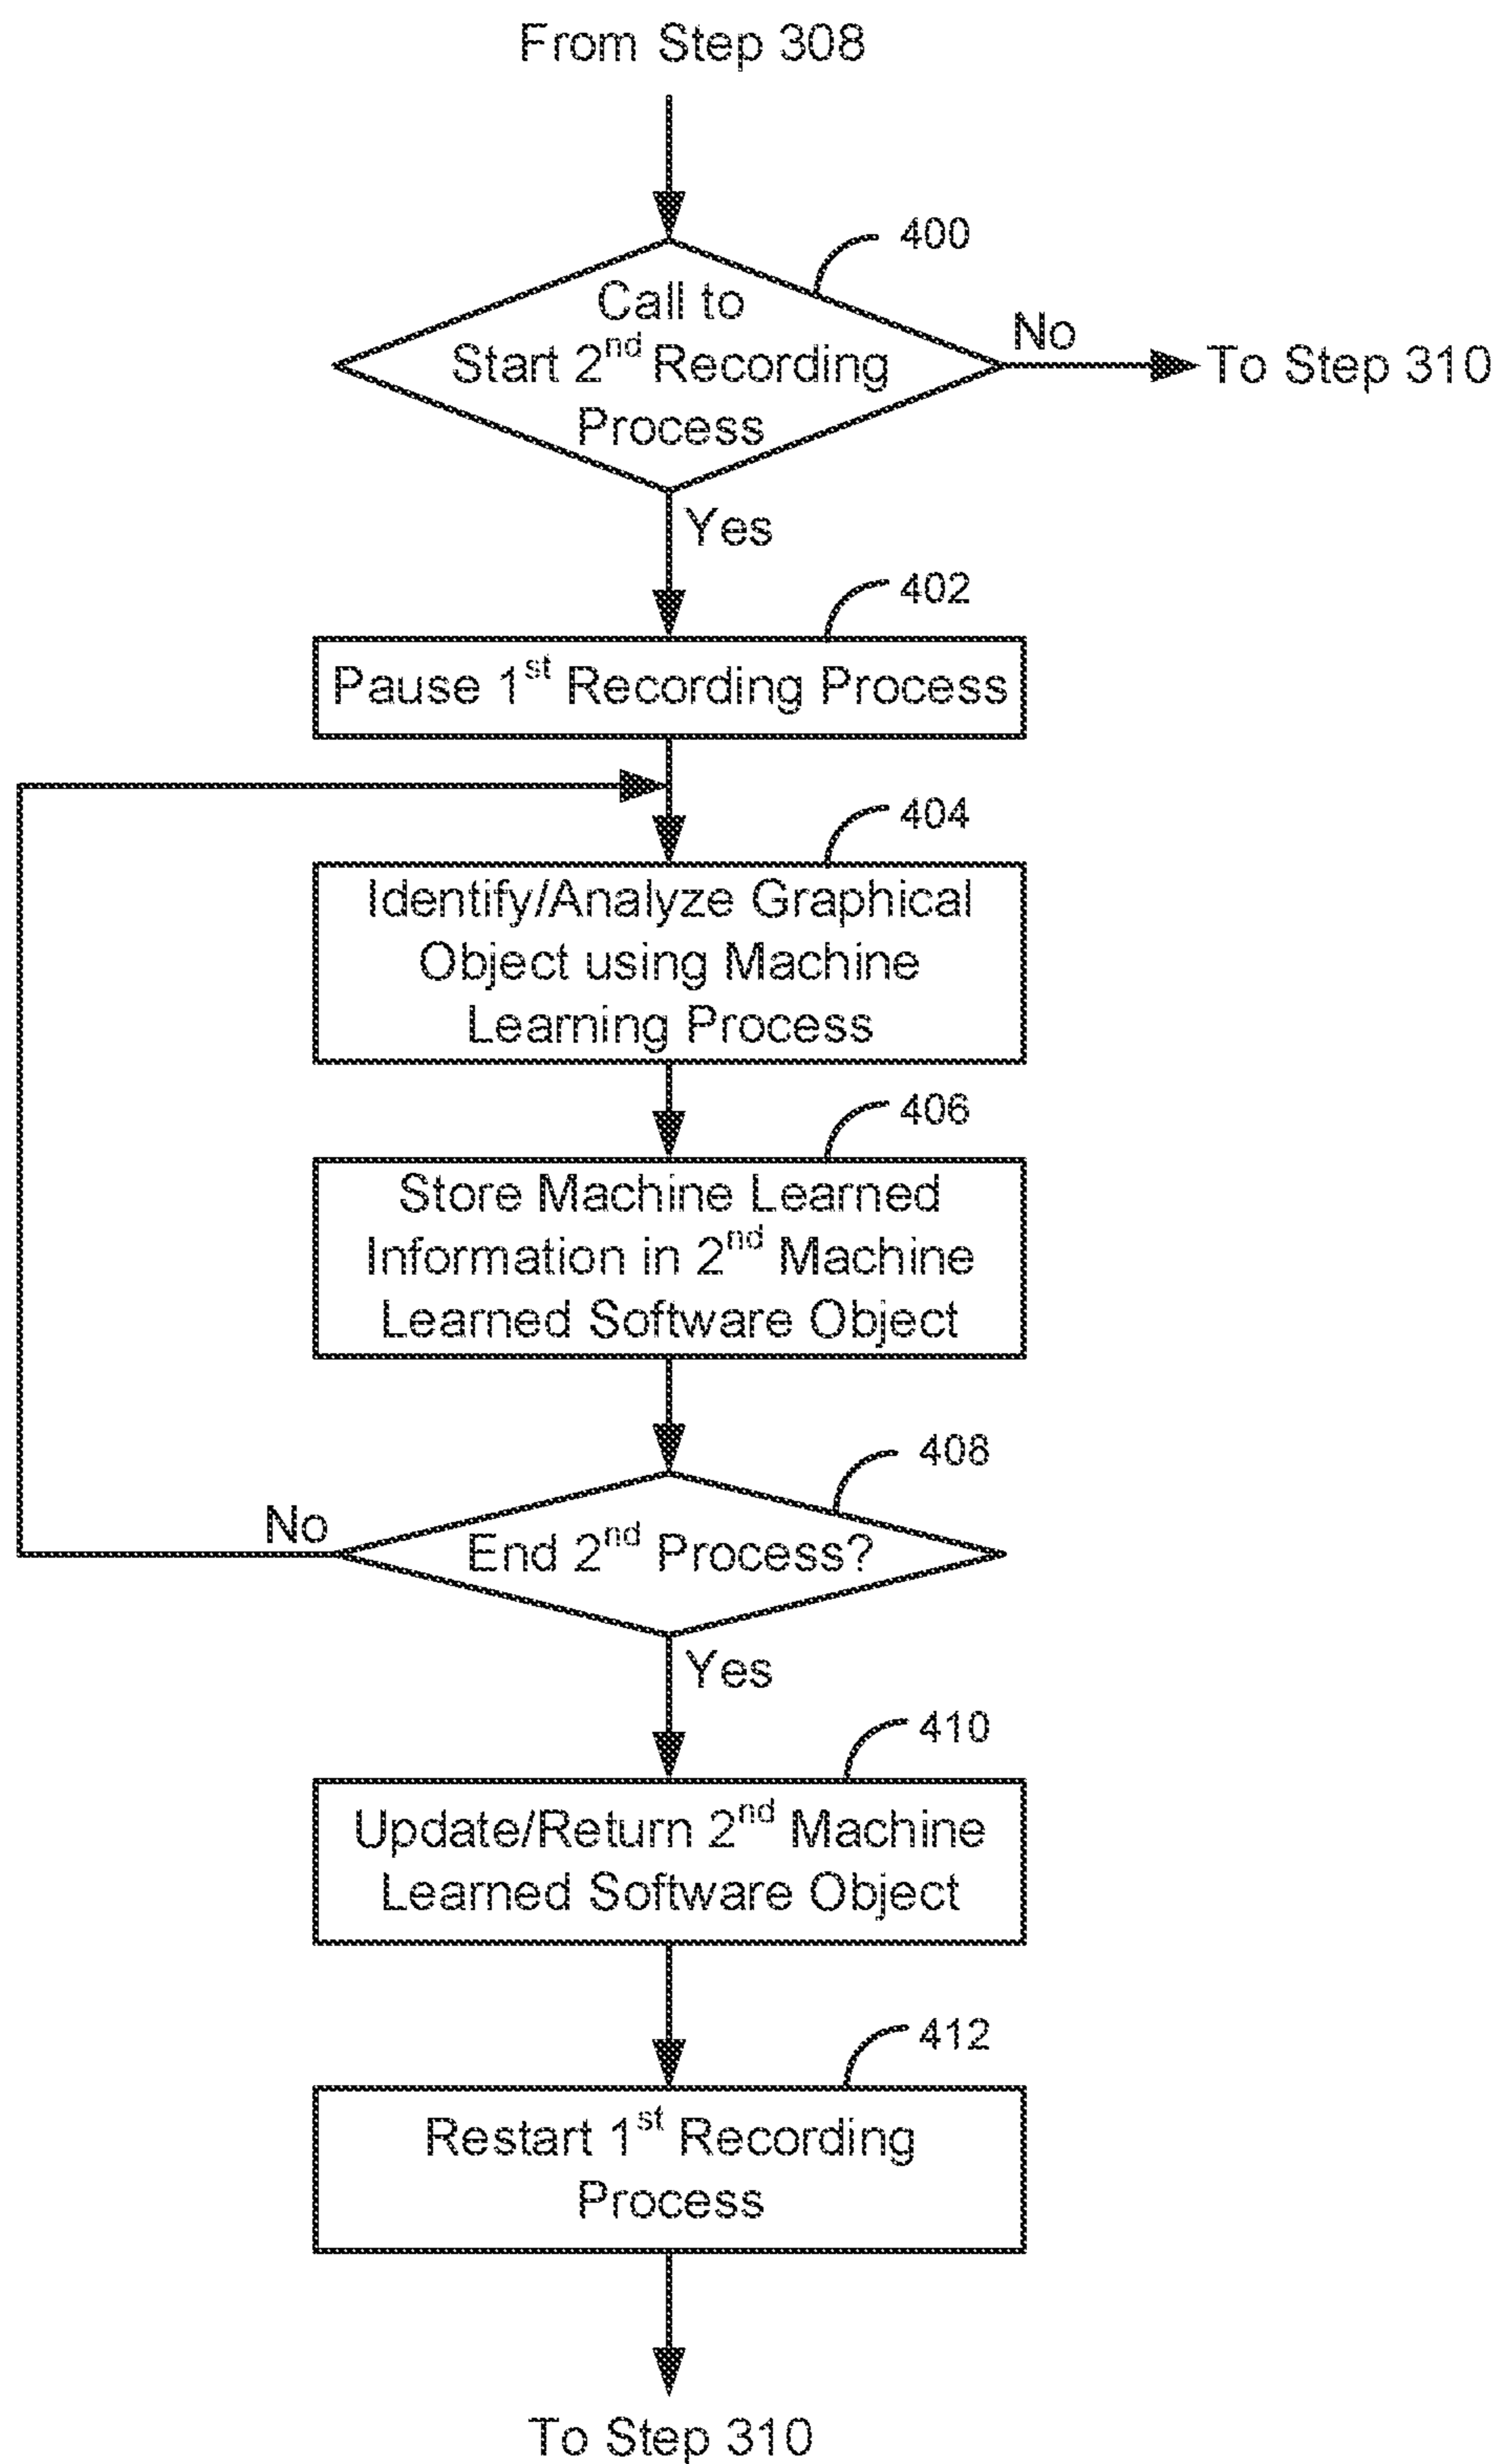 From Step 308
400
Call to
Start 2nd Recording
Process
No
To Step 310
Yes
402
Pause 1st Recording Process
404
Identify/Analyze Graphical
Object using Machine
Learning Process
406
Store Machine Learned
Information in 2nd Machine
Learned Software Object
408
No
End 2nd Process?
Yes
410
Update/Return 2nd Machine
Learned Software Object
412
Restart 1st Recording
Process
To Step 310